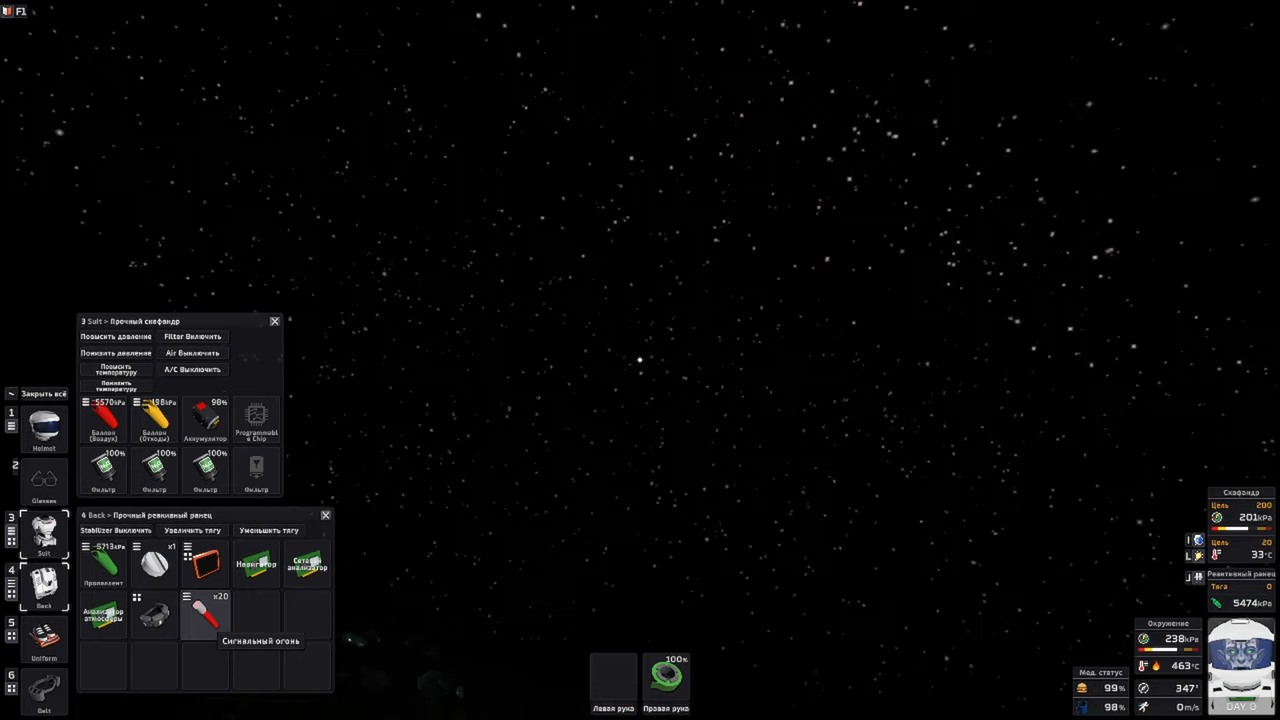 F1
3 Suit > Прочный скафандр
Повысить давление
Filter Включить
Понизить давление
Air Выключить
Повысить температуру
A/C Выключить
Понизить температуру
5570kPa
98%
Баллон (Воздух)
Баллон (Отходы)
Аккумулятор
Programmable Chip
100%
100%
100%
Фильтр
Фильтр
Фильтр
Фильтр
~ Закрыть всё
1
Helmet
2
Glasses
3
Suit
4
Back
5
Uniform
6
Belt
4 Back > Прочный реактивный ранец
Stabilizer Выключить
Увеличить тягу
Уменьшить тягу
5713kPa
x1
Пропеллент
Навигатор
Сетевой анализатор
Анализатор атмосферы
x20
Сигнальный огонь
100%
Левая рука
Правая рука
Скафандр
Цель 200
201kPa
Цель 20
33°C
I
L
J
Реактивный ранец
Тяга 0
5474kPa
Окружение
238kPa
463°C
347°
0m/s
Мед. статус
99%
98%
DAY 0